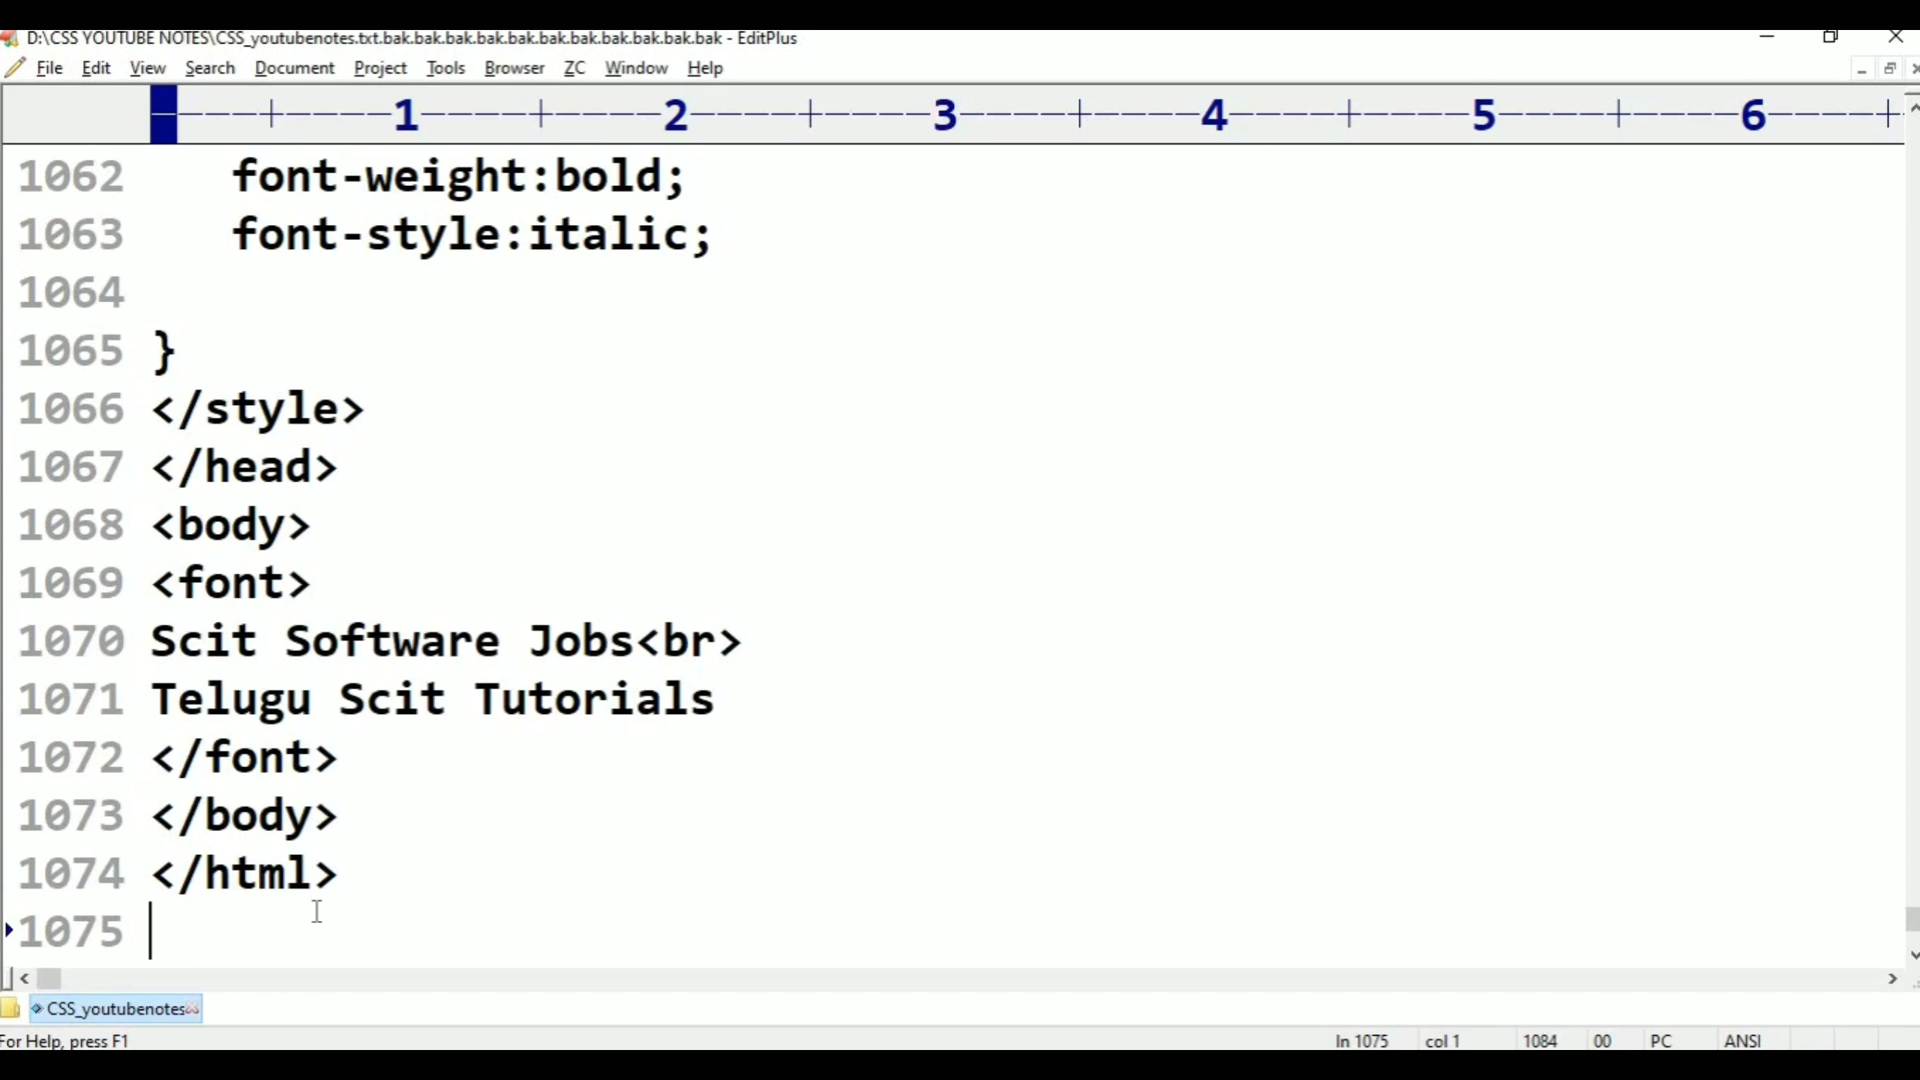 D:\CSS YOUTUBE NOTES\CSS_youtubenotes.txt.bak.bak.bak.bak.bak.bak.bak.bak.bak.bak.bak - EditPlus
File Edit View Search Document Project Tools Browser ZC Window Help
1 2 3 4 5 6
1062 font-weight:bold;
1063 font-style:italic;
1064
1065 }
1066 </style>
1067 </head>
1068 <body>
1069 <font>
1070 Scit Software Jobs<br>
1071 Telugu Scit Tutorials
1072 </font>
1073 </body>
1074 </html>
1075
CSS_youtubenotes
For Help, press F1 ln 1075 col 1 1084 00 PC ANSI